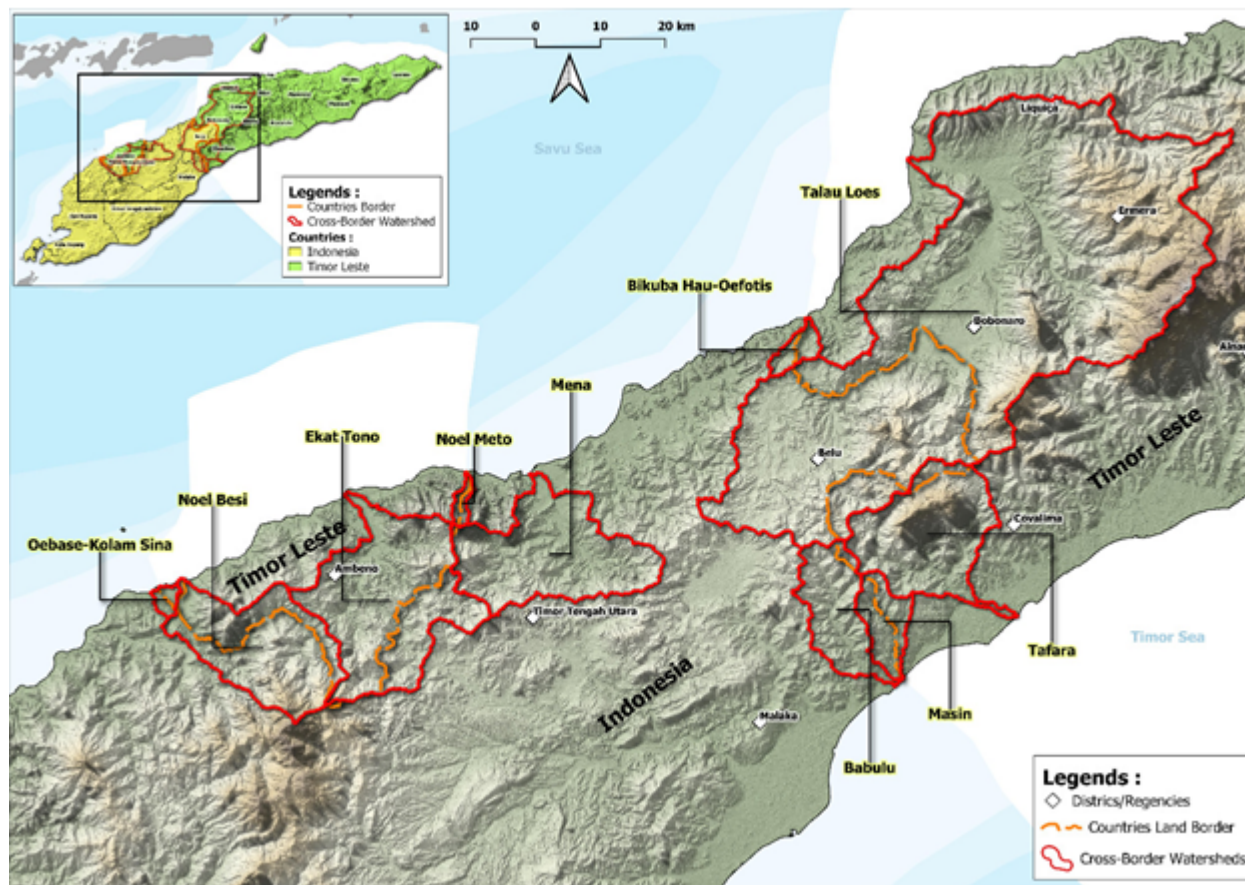 10 0 10 20 km
Savu Sea
Legends :
Countries Border
Cross-Border Watershed
Countries :
Indonesia
Timor Leste
Liquiça
Talau Loes
Ermera
Bikuba Hau-Oefotis
Bobonaro
Ainar
Mena
Ekat Tono
Noel Meto
Belu
Timor Leste
Noel Besi
Covalima
Oebase-Kolam Sina
Timor Leste
Ambeno
Timor Tengah Utara
Timor Sea
Tafara
Indonesia
Malaka
Masin
Babulu
Legends :
Districs/Regencies
Countries Land Border
Cross-Border Watersheds